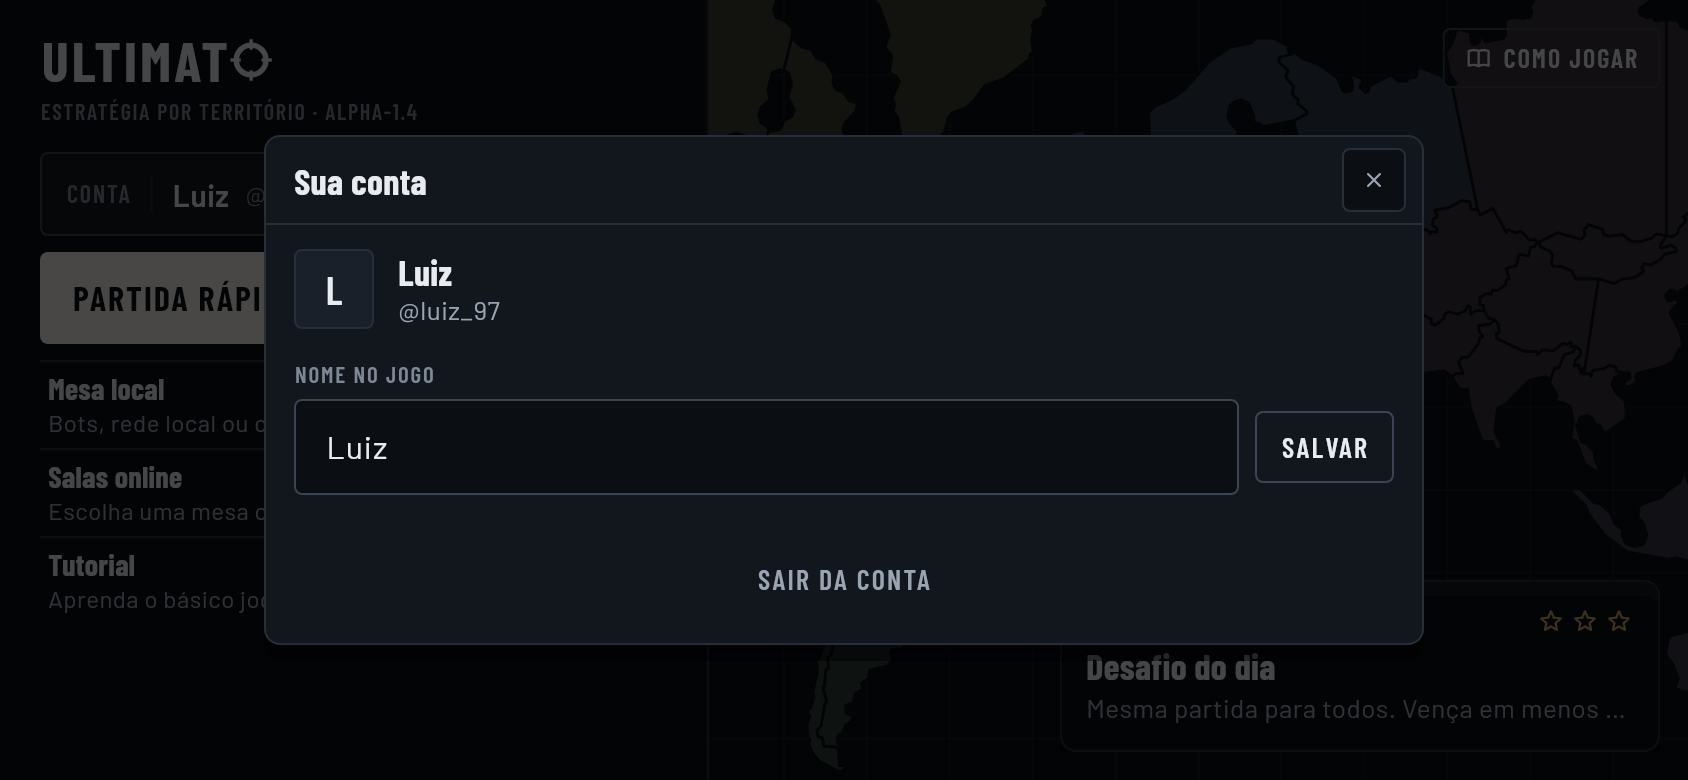 ULTIMATO
ESTRATÉGIA POR TERRITÓRIO · ALPHA-1.4
COMO JOGAR
CONTA Luiz @
PARTIDA RÁPI
Mesa local
Bots, rede local ou
Salas online
Escolha uma mesa
Tutorial
Aprenda o básico
Sua conta
L
Luiz
@luiz_97
NOME NO JOGO
Luiz
SALVAR
SAIR DA CONTA
Desafio do dia
Mesma partida para todos. Vença em menos ...